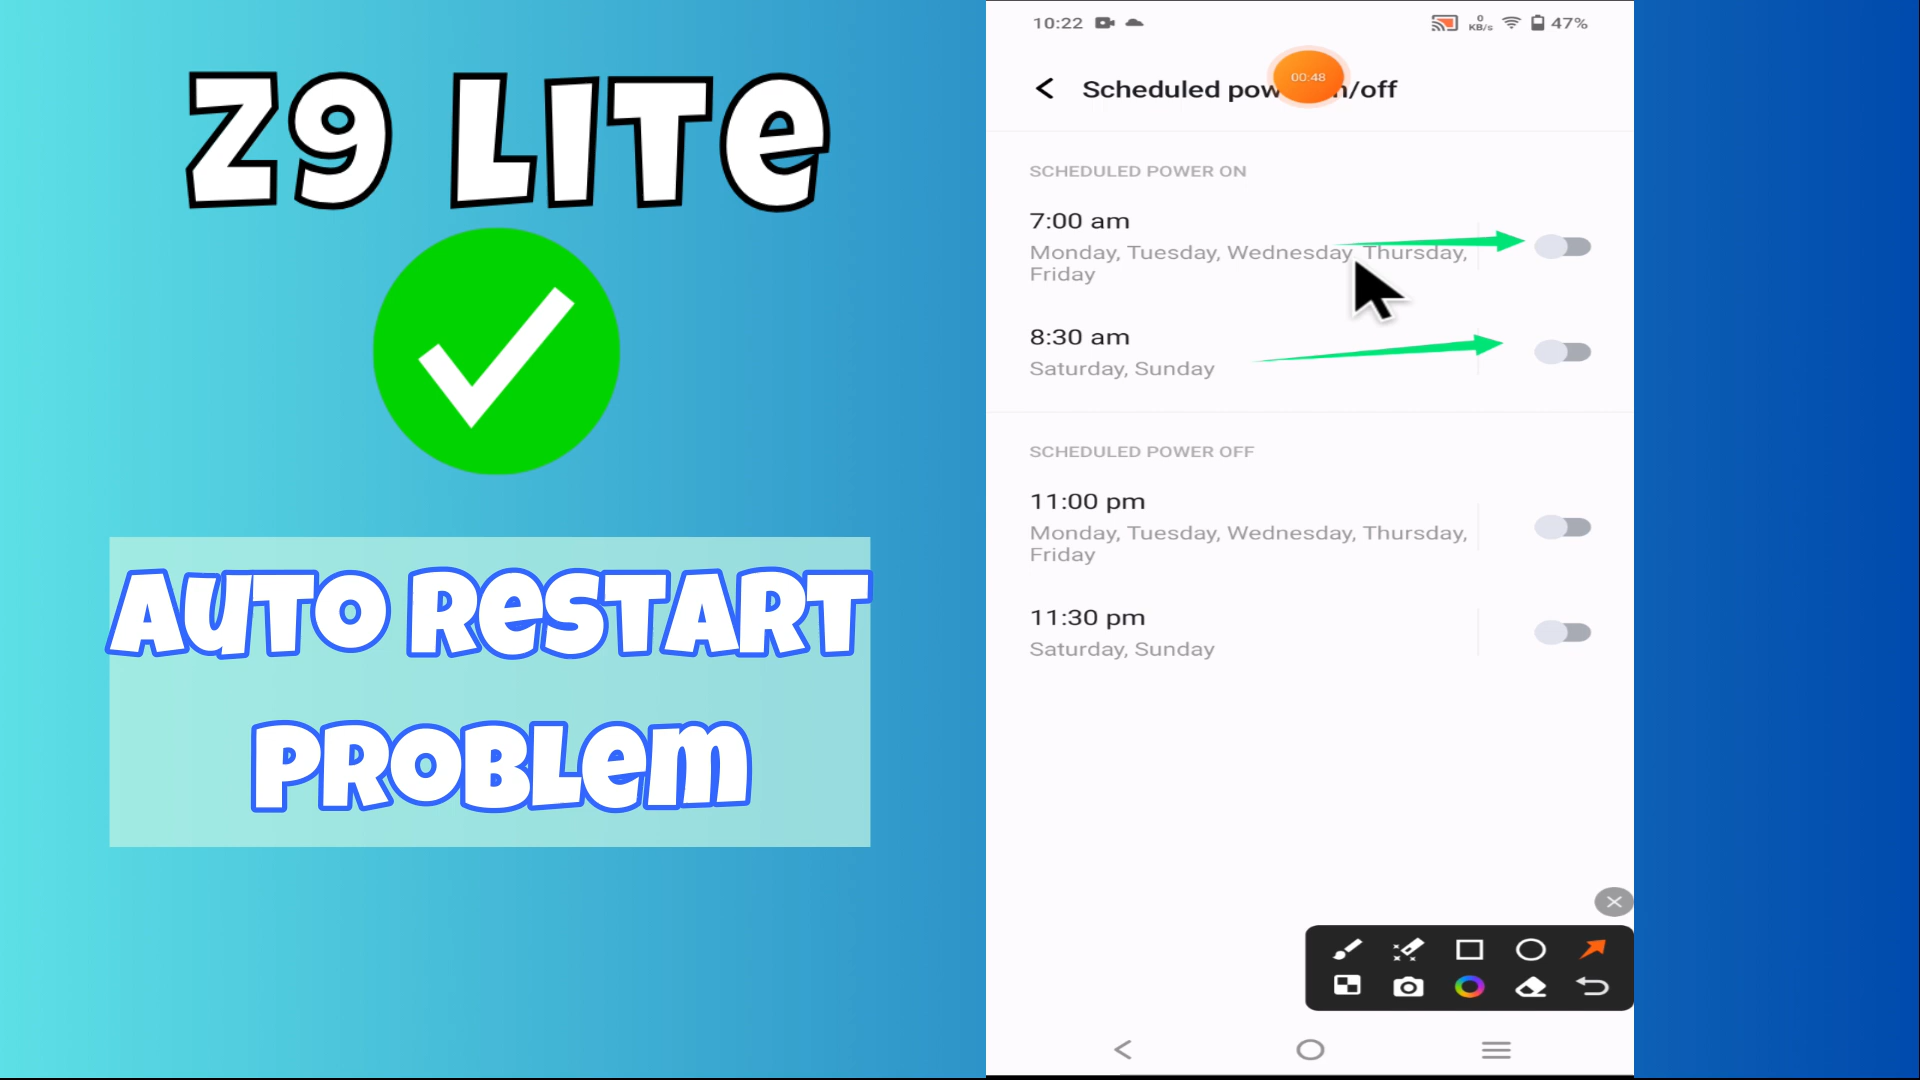 Z9 LITe
AUTO ReSTART
PROBLem
10:22
0
KB/s
47%
00:48
Scheduled pow n/off
SCHEDULED POWER ON
7:00 am
Monday, Tuesday, Wednesday, Thursday,
Friday
8:30 am
Saturday, Sunday
SCHEDULED POWER OFF
11:00 pm
Monday, Tuesday, Wednesday, Thursday,
Friday
11:30 pm
Saturday, Sunday